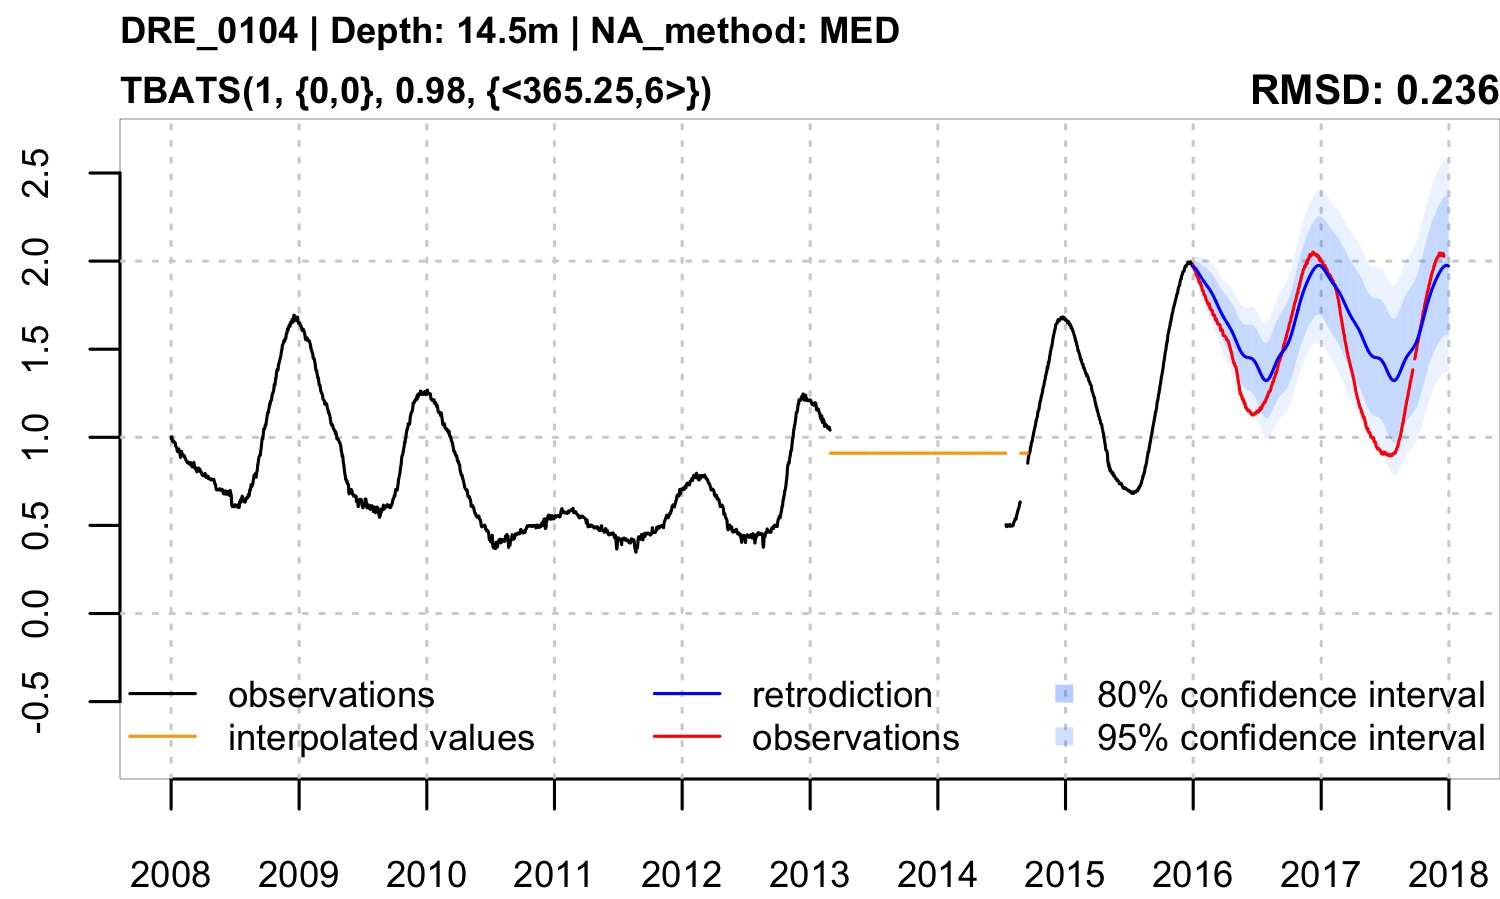 DRE_0104 | Depth: 14.5m | NA_method: MED
TBATS(1, {0,0}, 0.98, {<365.25,6>})
RMSD: 0.236
2.5
2.0
1.5
1.0
0.5
0.0
-0.5
observations
interpolated values
retrodiction
observations
80% confidence interval
95% confidence interval
2008 2009 2010 2011 2012 2013 2014 2015 2016 2017 2018